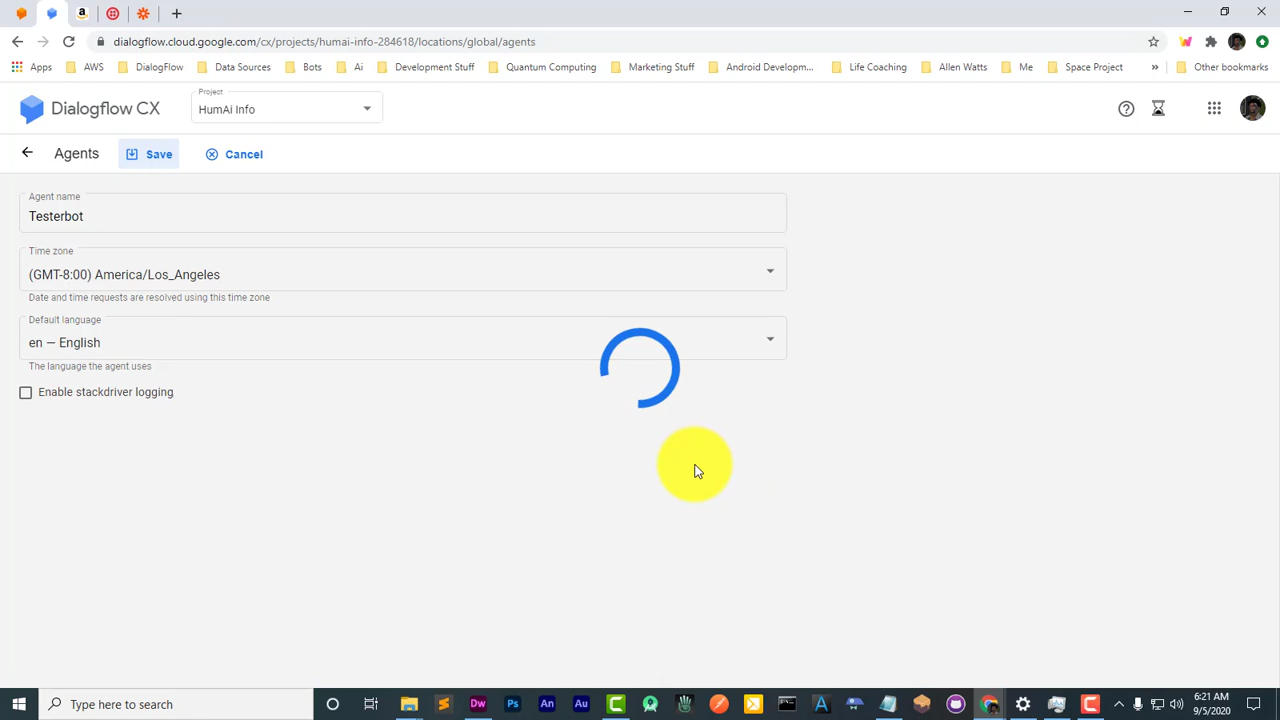 dialogflow.cloud.google.com/cx/projects/humai-info-284618/locations/global/agents
Apps AWS DialogFlow Data Sources Bots Ai Development Stuff Quantum Computing Marketing Stuff Android Developm... Life Coaching Allen Watts Me Space Project » Other bookmarks
Dialogflow CX
Project
HumAi Info
Agents
Save
Cancel
Agent name
Testerbot
Time zone
(GMT-8:00) America/Los_Angeles
Date and time requests are resolved using this time zone
Default language
en — English
The language the agent uses
Enable stackdriver logging
Type here to search
Dw Ps An Au
6:21 AM
9/5/2020